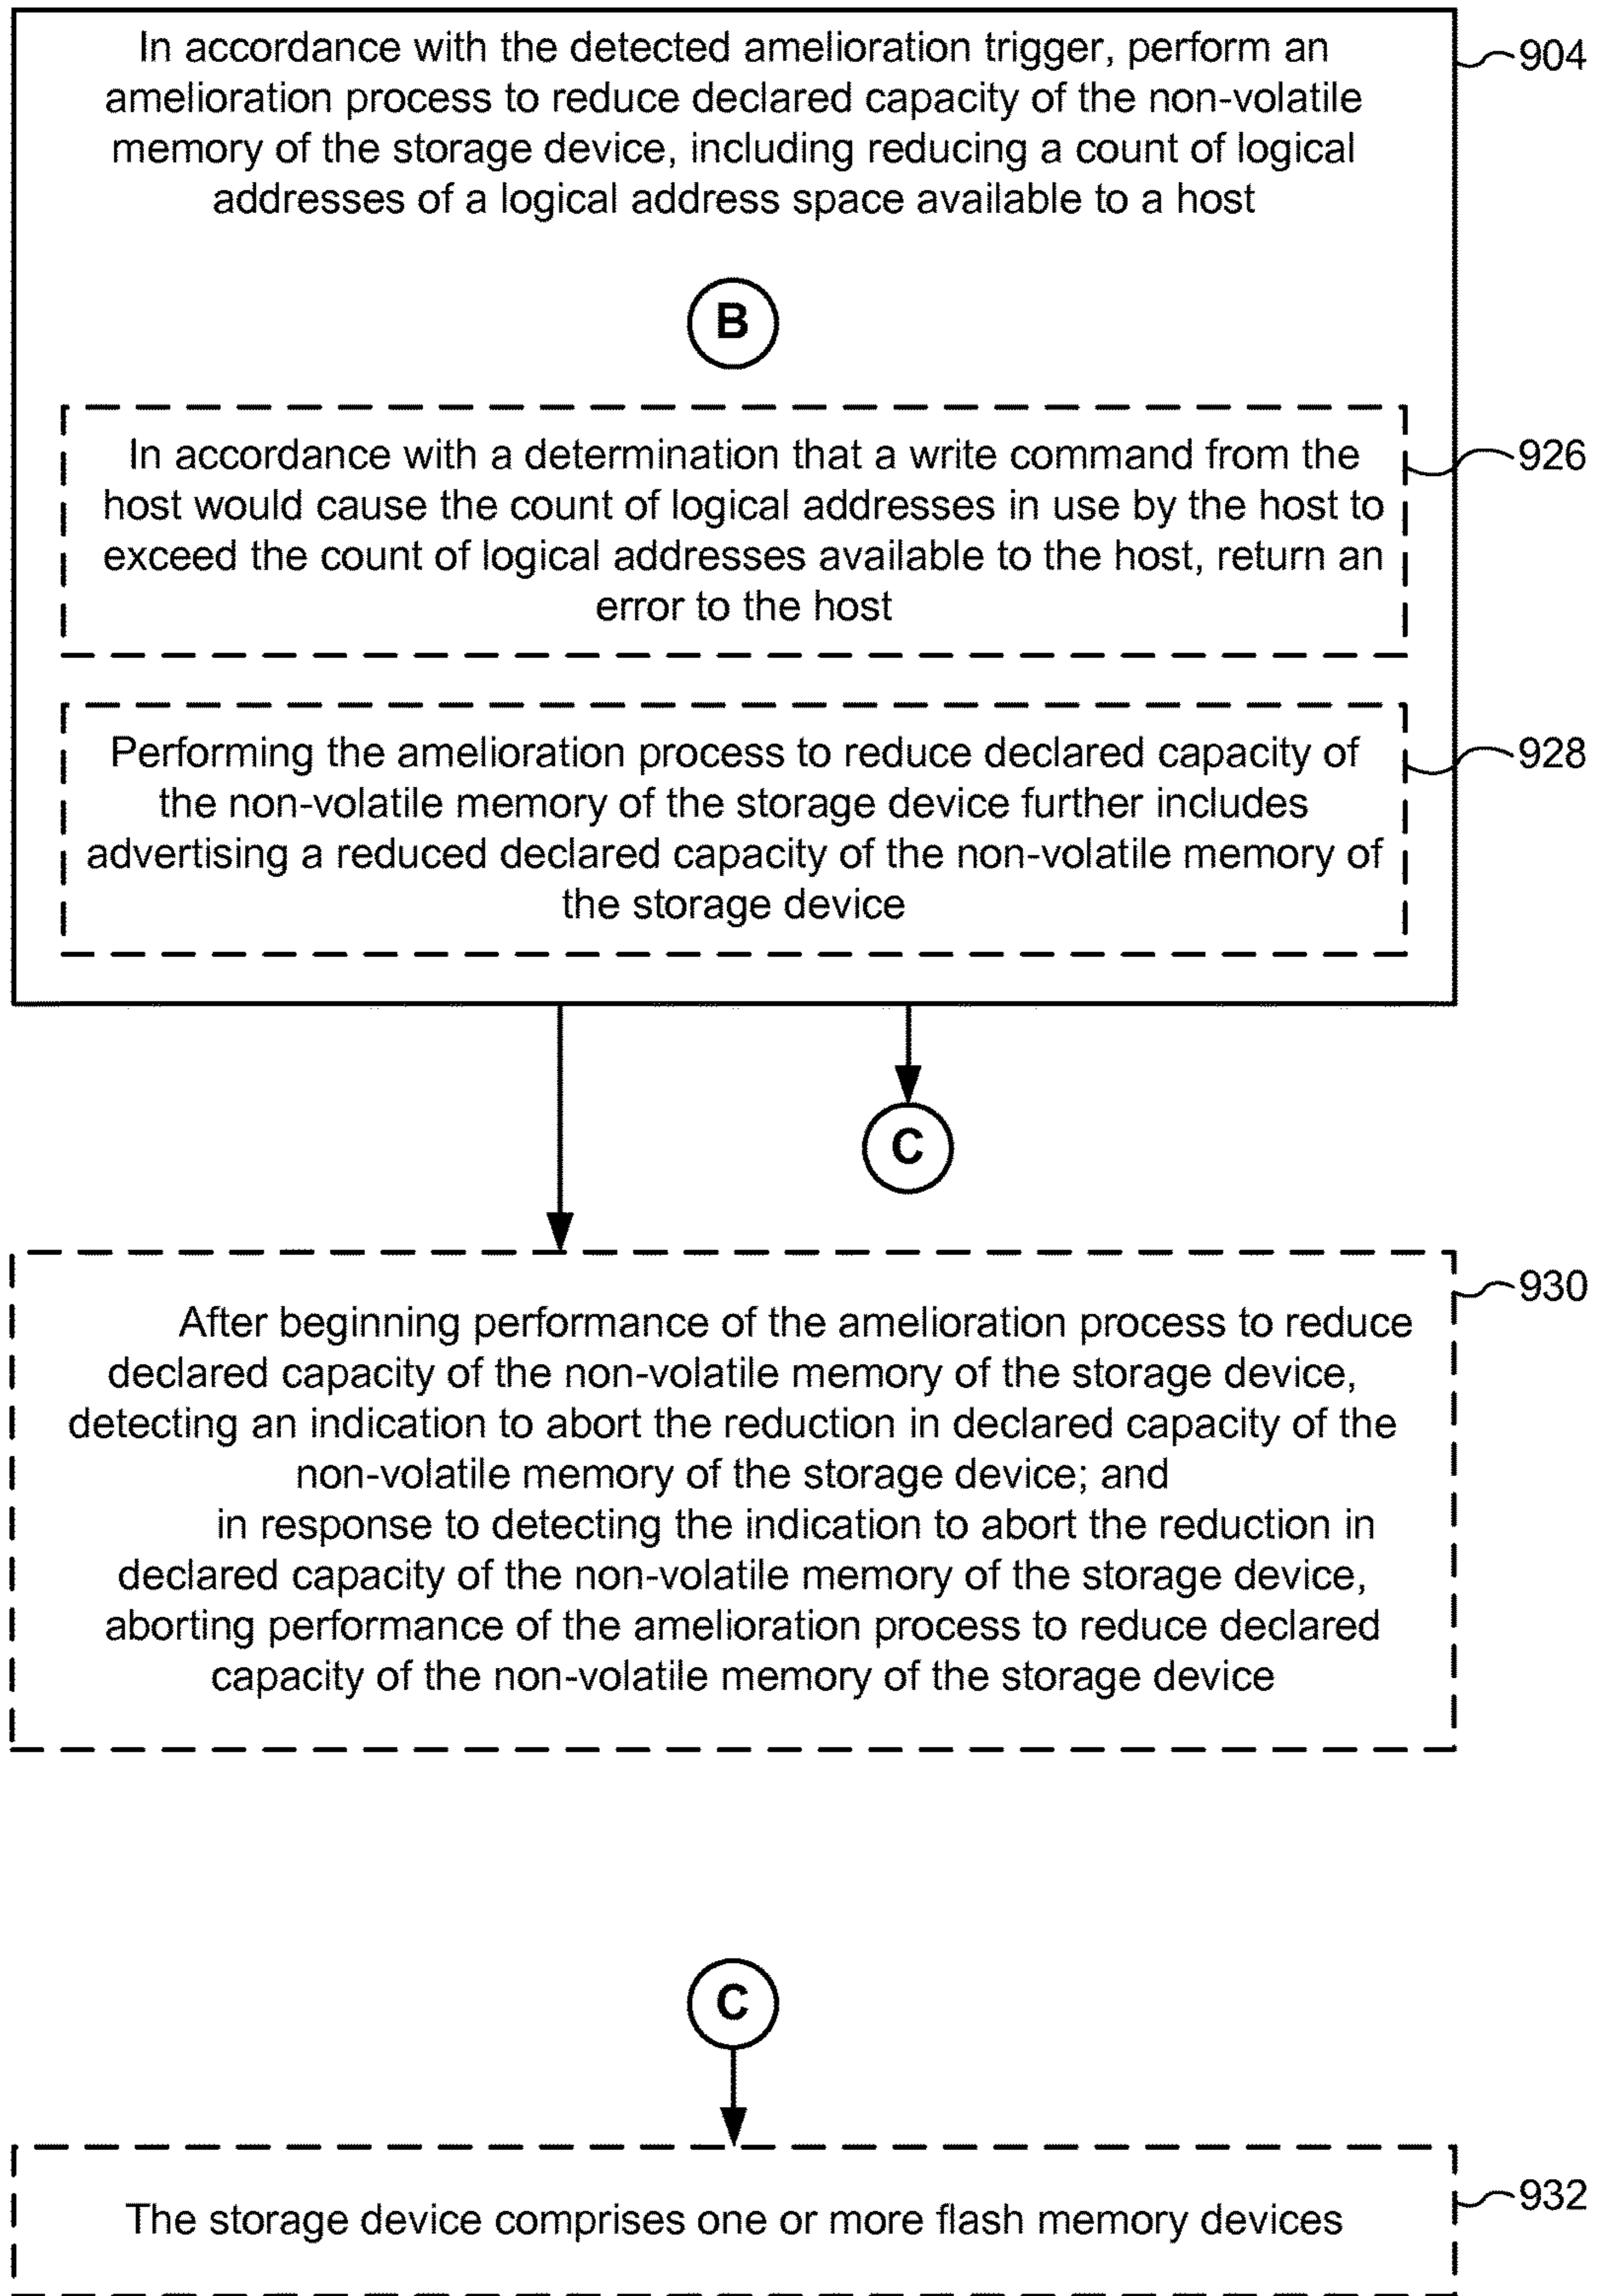 In accordance with the detected amelioration trigger, perform an
amelioration process to reduce declared capacity of the non-volatile
memory of the storage device, including reducing a count of logical
addresses of a logical address space available to a host
904
B
In accordance with a determination that a write command from the
host would cause the count of logical addresses in use by the host to
exceed the count of logical addresses available to the host, return an
error to the host
926
Performing the amelioration process to reduce declared capacity of
the non-volatile memory of the storage device further includes
advertising a reduced declared capacity of the non-volatile memory of
the storage device
928
C
After beginning performance of the amelioration process to reduce
declared capacity of the non-volatile memory of the storage device,
detecting an indication to abort the reduction in declared capacity of the
non-volatile memory of the storage device; and
in response to detecting the indication to abort the reduction in
declared capacity of the non-volatile memory of the storage device,
aborting performance of the amelioration process to reduce declared
capacity of the non-volatile memory of the storage device
930
C
The storage device comprises one or more flash memory devices
932